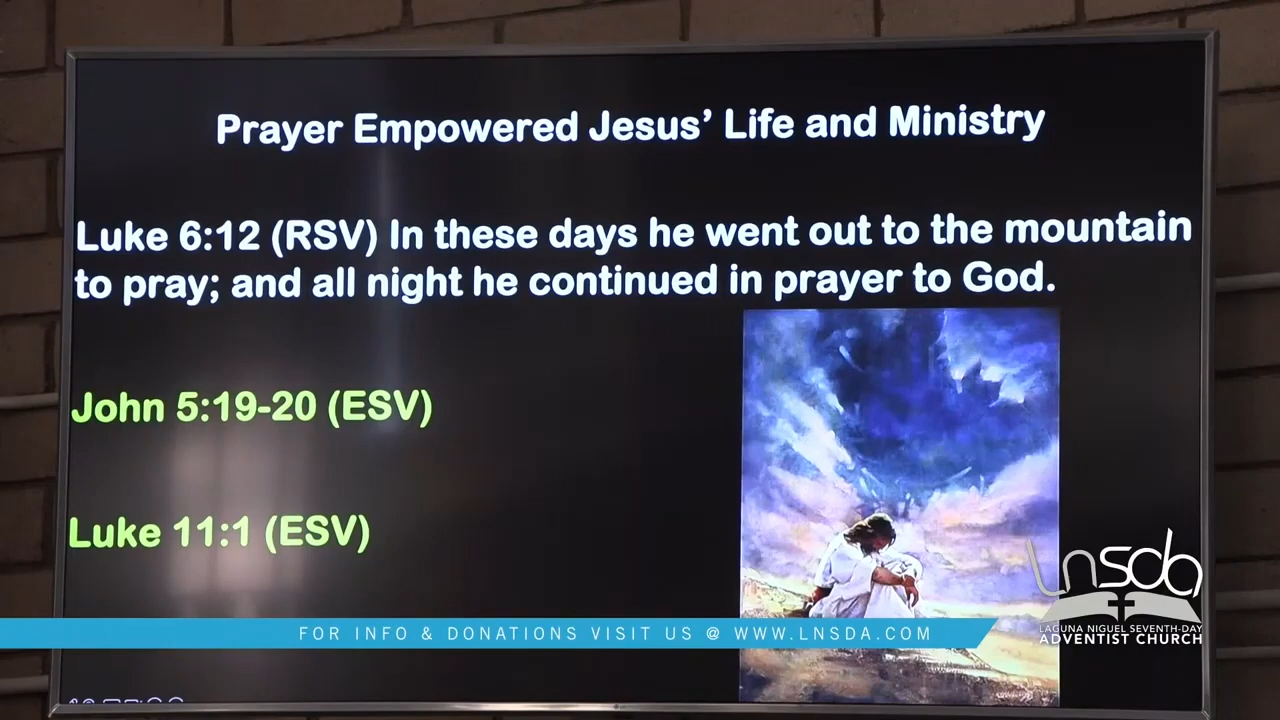 Prayer Empowered Jesus’ Life and Ministry
Luke 6:12 (RSV) In these days he went out to the mountain
to pray; and all night he continued in prayer to God.
John 5:19-20 (ESV)
Luke 11:1 (ESV)
FOR INFO & DONATIONS VISIT US @ WWW.LNSDA.COM
Lnsda
LAGUNA NIGUEL SEVENTH-DAY
ADVENTIST CHURCH